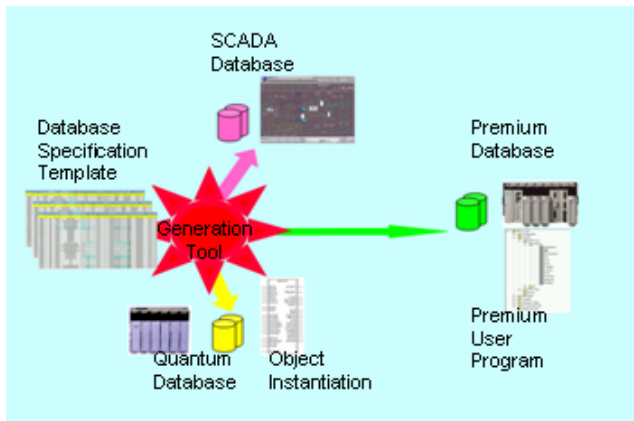 SCADA
Database
Database
Specification
Template
Premium
Database
Generation
Tool
Quantum
Database
Object
Instantiation
Premium
User
Program